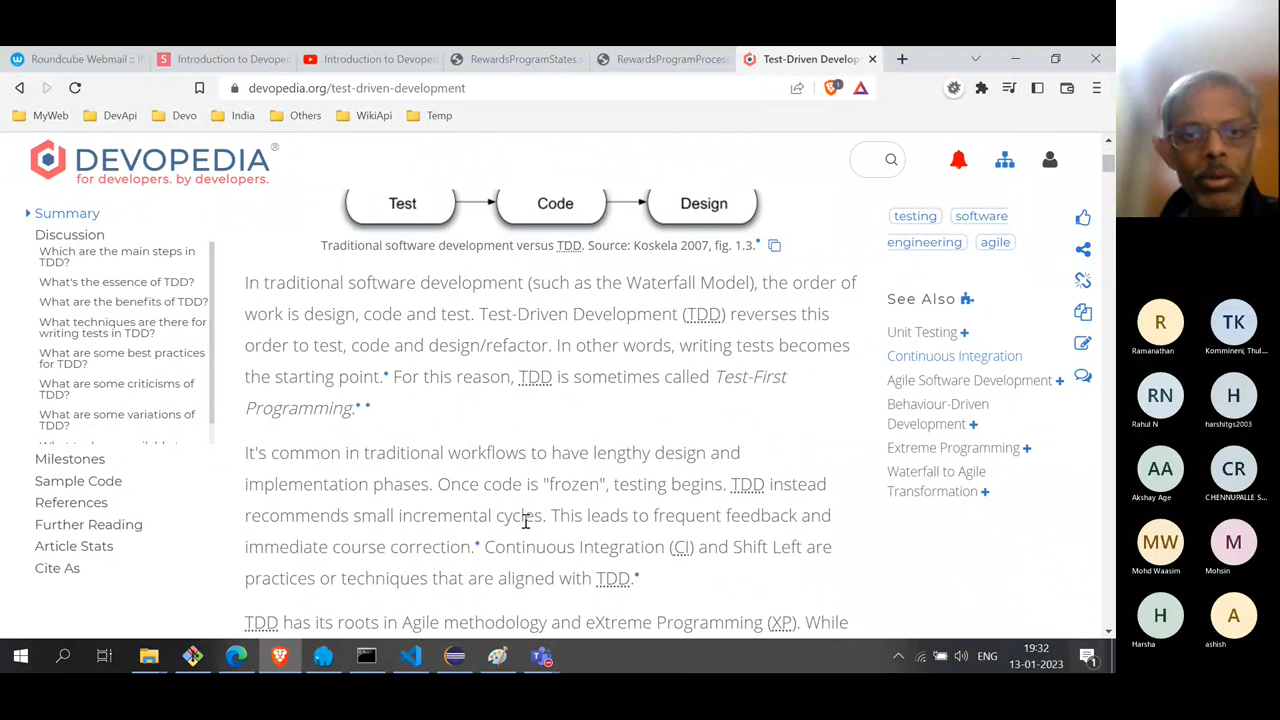 Roundcube Webmail ::
Introduction to Devoped
Introduction to Devope
RewardsProgramStates.
RewardsProgramProcess
Test-Driven Develop
devopedia.org/test-driven-development
MyWeb
DevApi
Devo
India
Others
WikiApi
Temp
DEVOPEDIA®
for developers. by developers.
Summary
Discussion
Which are the main steps in
TDD?
What's the essence of TDD?
What are the benefits of TDD?
What techniques are there for
writing tests in TDD?
What are some best practices
for TDD?
What are some criticisms of
TDD?
What are some variations of
Milestones
Sample Code
References
Further Reading
Article Stats
Cite As
Test
Code
Design
Traditional software development versus TDD. Source: Koskela 2007, fig. 1.3.
In traditional software development (such as the Waterfall Model), the order of
work is design, code and test. Test-Driven Development (TDD) reverses this
order to test, code and design/refactor. In other words, writing tests becomes
the starting point. For this reason, TDD is sometimes called Test-First
Programming.
It's common in traditional workflows to have lengthy design and
implementation phases. Once code is "frozen", testing begins. TDD instead
recommends small incremental cycles. This leads to frequent feedback and
immediate course correction. Continuous Integration (CI) and Shift Left are
practices or techniques that are aligned with TDD.
TDD has its roots in Agile methodology and eXtreme Programming (XP). While
testing
software
engineering
agile
See Also
Unit Testing +
Continuous Integration
Agile Software Development +
Behaviour-Driven
Development +
Extreme Programming +
Waterfall to Agile
Transformation +
ENG
19:32
13-01-2023
1
R
Ramanathan
TK
Kommineni, Thul...
RN
Rahul N
H
harshitgs2003
AA
Akshay Age
CR
CHENNUPALLE S...
MW
Mohd Waasim
M
Mohsin
H
Harsha
A
ashish